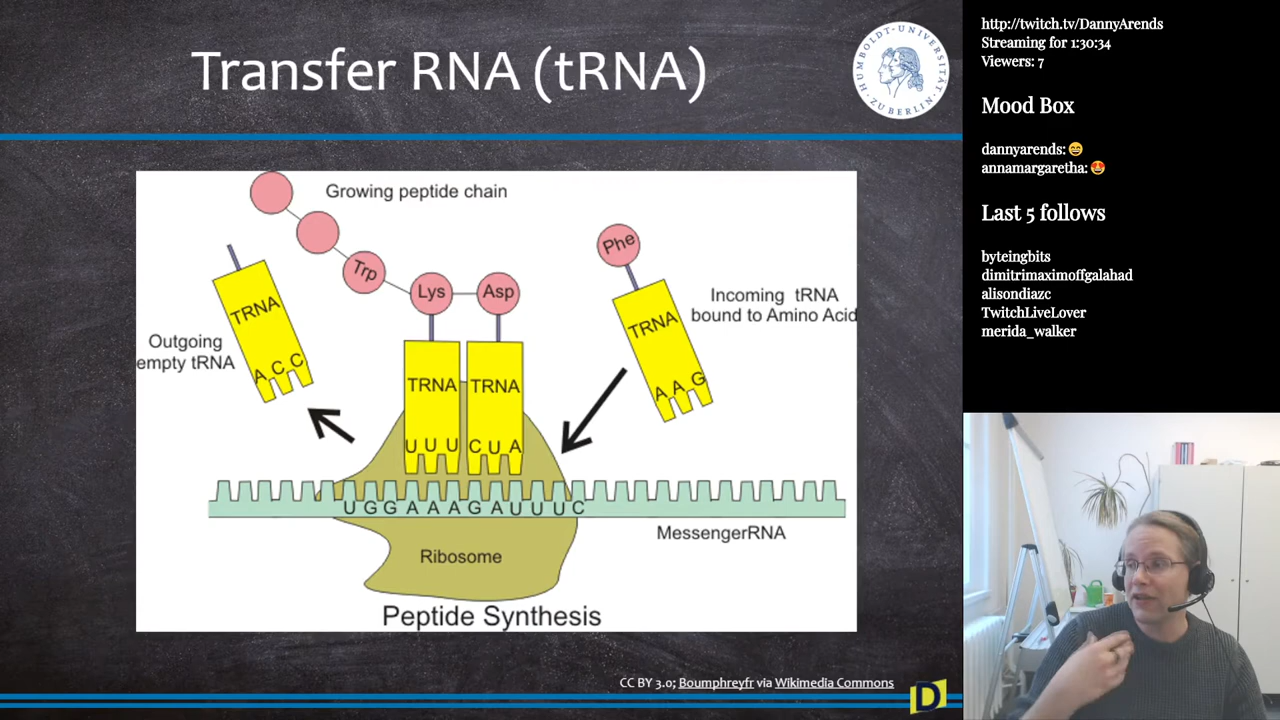 Transfer RNA (tRNA)
HUMBOLDT-UNIVERSITÄT
ZU BERLIN
Growing peptide chain
Trp
Lys
Asp
Phe
TRNA
A C C
Outgoing
empty tRNA
TRNA
U U U
TRNA
C U A
TRNA
A A G
Incoming tRNA
bound to Amino Acid
U G G A A A G A U U U C
MessengerRNA
Ribosome
Peptide Synthesis
CC BY 3.0; Boumphreyfr via Wikimedia Commons
D
http://twitch.tv/DannyArends
Streaming for 1:30:34
Viewers: 7
Mood Box
dannyarends: 😄
annamargaretha: 😍
Last 5 follows
byteingbits
dimitrimaximoffgalahad
alisondiazc
TwitchLiveLover
merida_walker